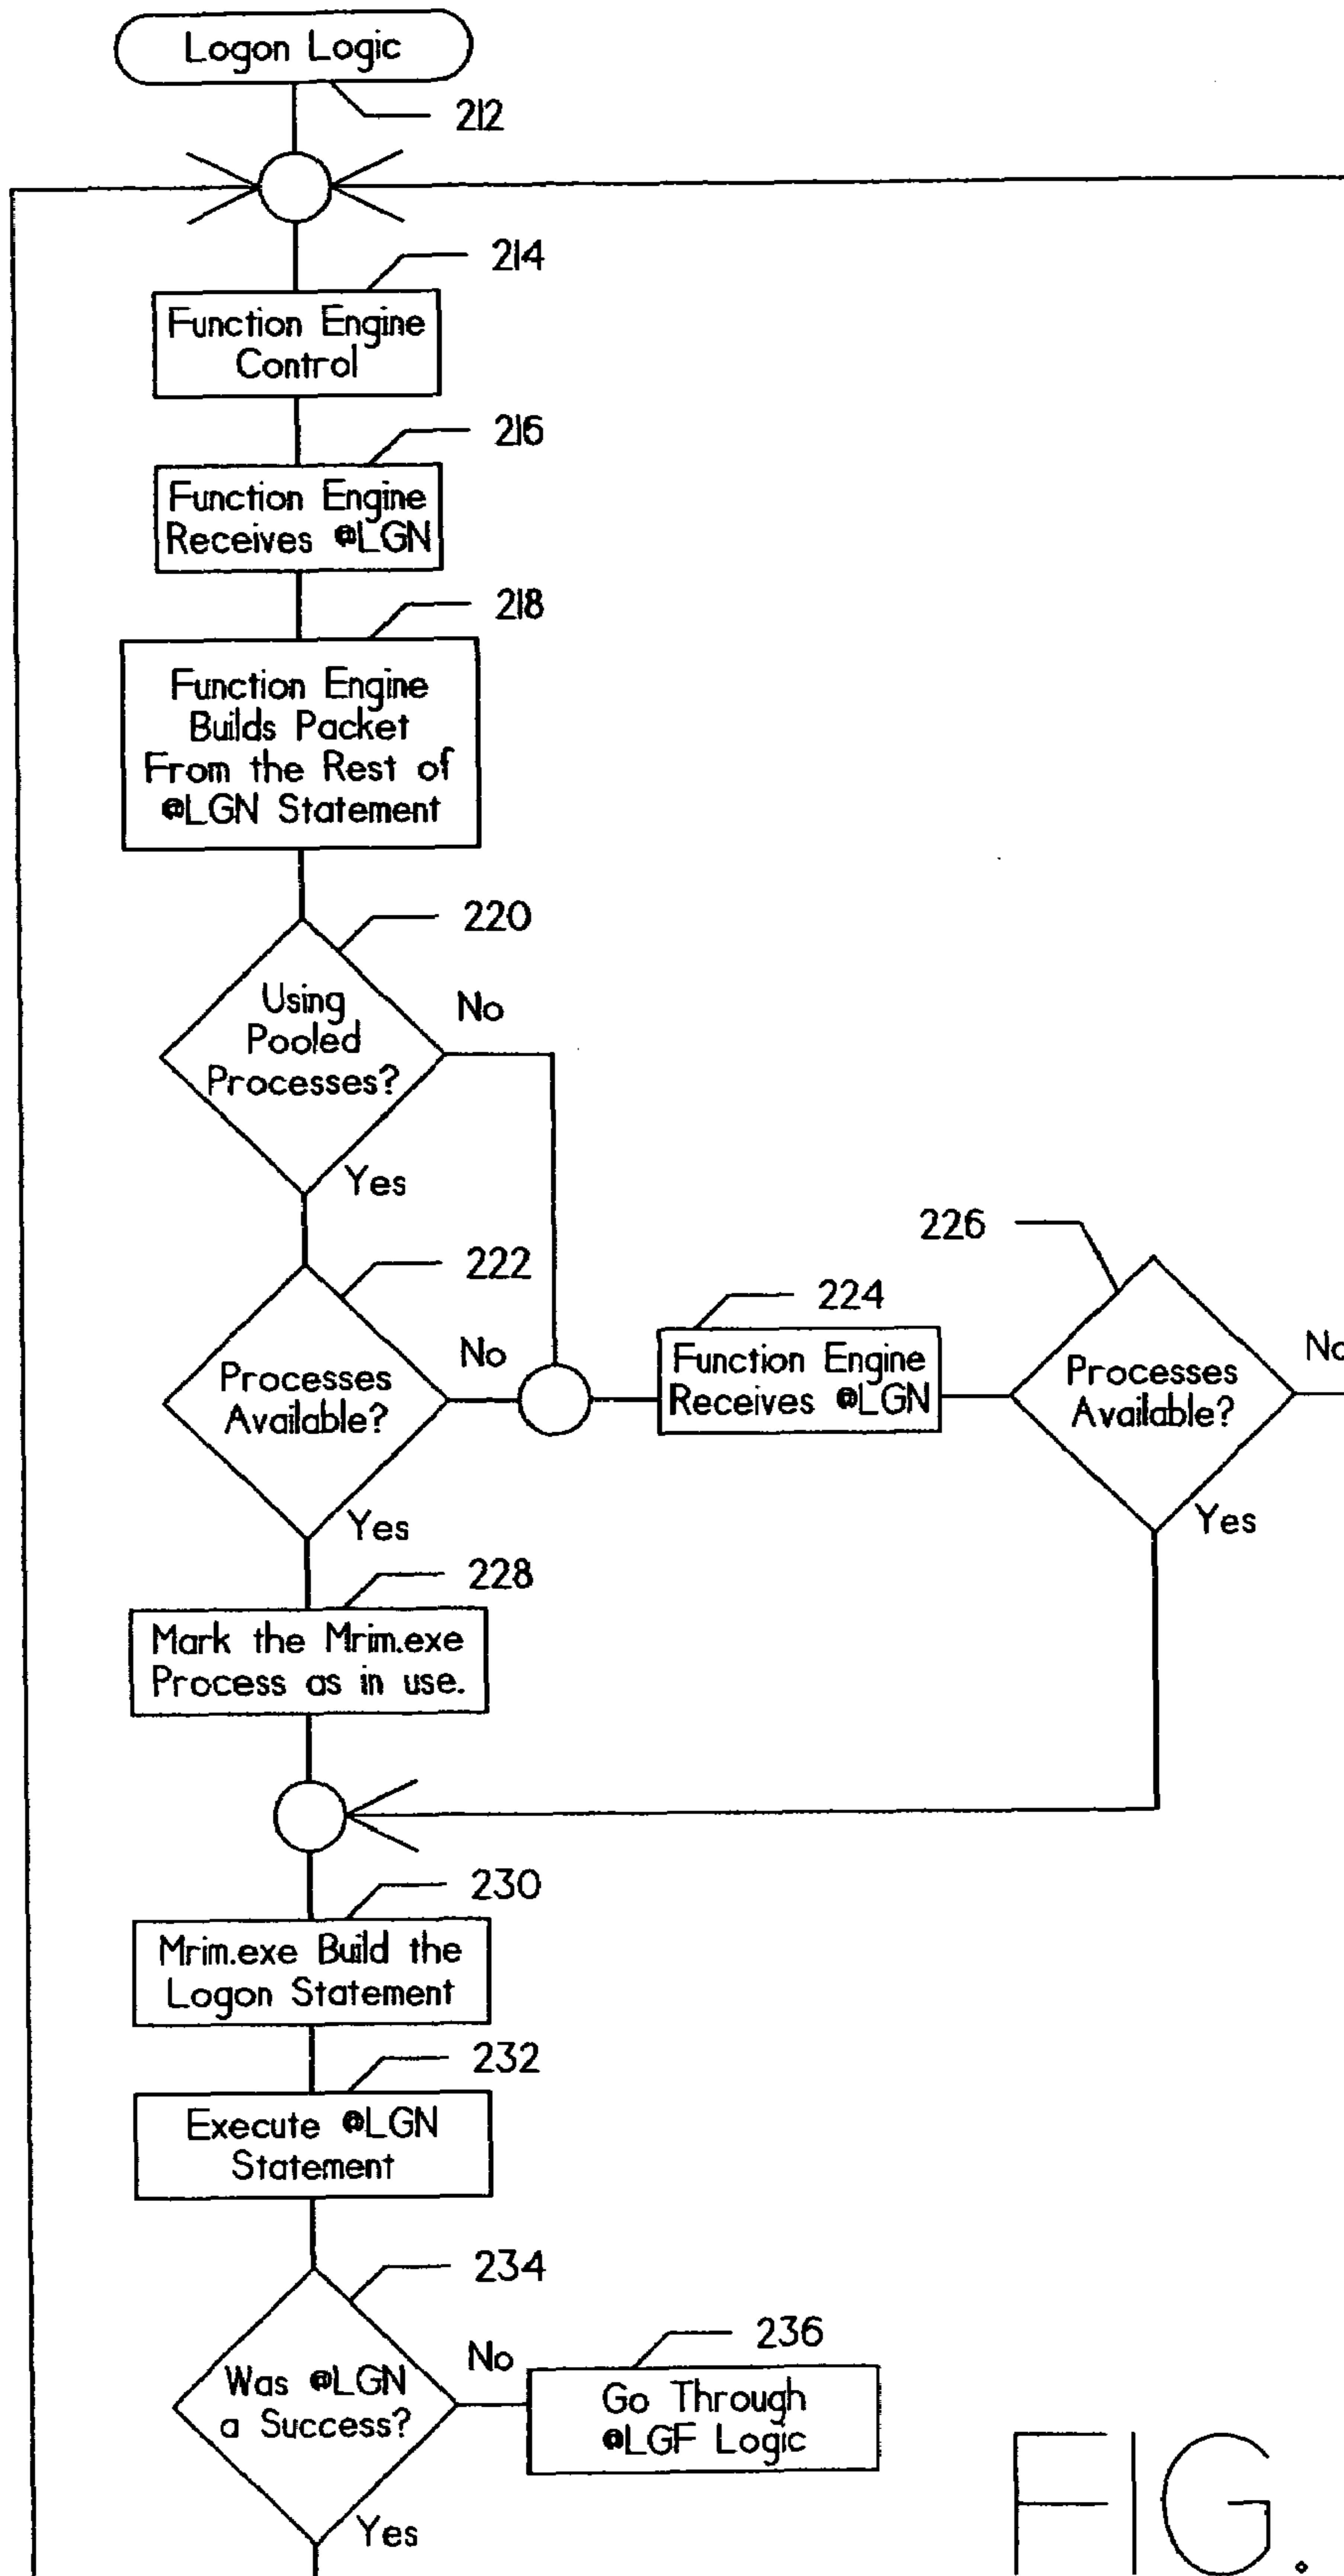 Logon Logic
212
214
Function Engine
Control
216
Function Engine
Receives @LGN
218
Function Engine
Builds Packet
From the Rest of
@LGN Statement
220
Using
Pooled
Processes?
No
Yes
222
Processes
Available?
No
Yes
224
Function Engine
Receives @LGN
226
Processes
Available?
No
Yes
228
Mark the Mrim.exe
Process as in use.
230
Mrim.exe Build the
Logon Statement
232
Execute @LGN
Statement
234
Was @LGN
a Success?
No
Yes
236
Go Through
@LGF Logic
FIG.